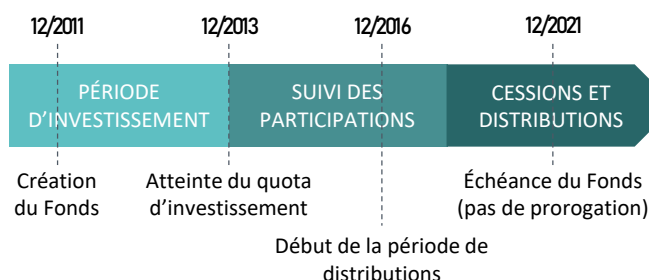 12/2011
12/2013
12/2016
12/2021
PÉRIODE
D'INVESTISSEMENT
SUIVI DES
PARTICIPATIONS
CESSIONS ET
DISTRIBUTIONS
Création
du Fonds
Atteinte du quota
d'investissement
Échéance du Fonds
(pas de prorogation)
Début de la période de
distributions